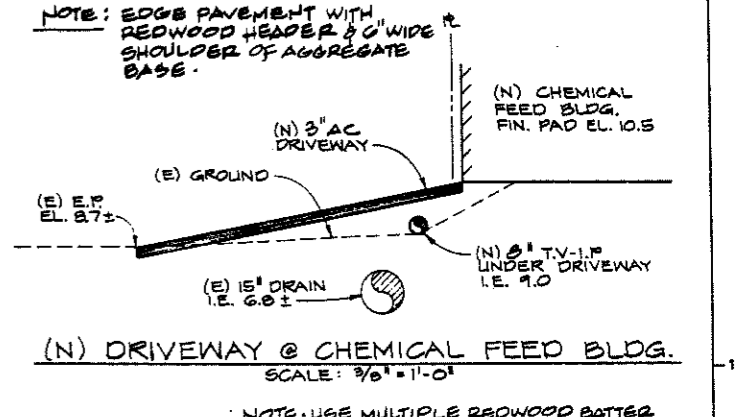 NOTE: EDGE PAVEMENT WITH
REDWOOD HEADER & 6" WIDE
SHOULDER OF AGGREGATE
BASE.
(N) CHEMICAL
FEED BLDG.
FIN. PAD EL. 10.5
(N) 3" AC
DRIVEWAY
(E) GROUND
(E) E.P.
EL. 8.7±
(N) 8" T.V-I.P
UNDER DRIVEWAY
I.E. 9.0
(E) 15" DRAIN
I.E. 6.8 ±
(N) DRIVEWAY @ CHEMICAL FEED BLDG.
SCALE: 3/8" = 1'-0"
NOTE: USE MULTIPLE REDWOOD BATTER